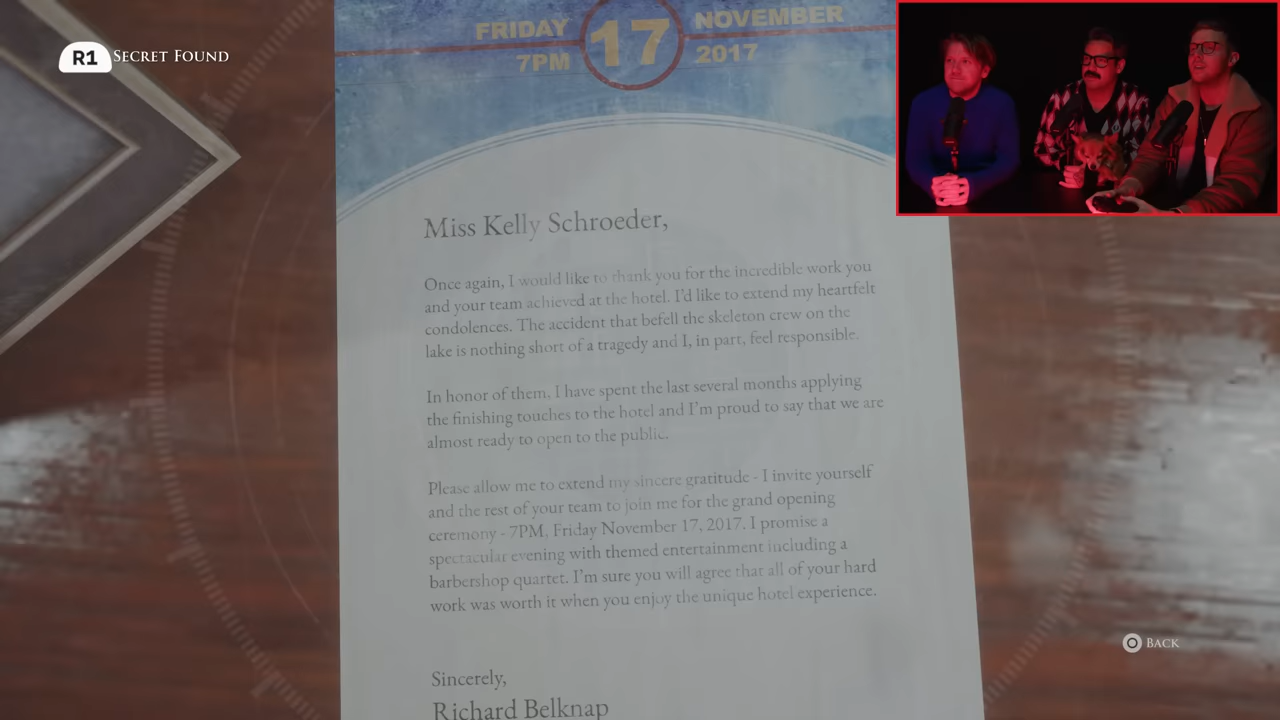 R1 SECRET FOUND
FRIDAY 17 NOVEMBER
7PM 2017
Miss Kelly Schroeder,
Once again, I would like to thank you for the incredible work you
and your team achieved at the hotel. I'd like to extend my heartfelt
condolences. The accident that befell the skeleton crew on the
lake is nothing short of a tragedy and I, in part, feel responsible.
In honor of them, I have spent the last several months applying
the finishing touches to the hotel and I'm proud to say that we are
almost ready to open to the public.
Please allow me to extend my sincere gratitude - I invite yourself
and the rest of your team to join me for the grand opening
ceremony - 7PM, Friday November 17, 2017. I promise a
spectacular evening with themed entertainment including a
barbershop quartet. I'm sure you will agree that all of your hard
work was worth it when you enjoy the unique hotel experience.
BACK
Sincerely,
Richard Belknap